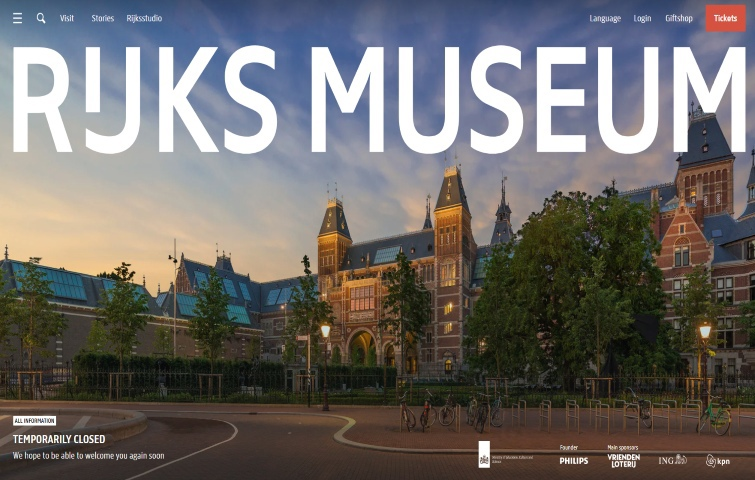 Visit Stories Rijksstudio Language Login Giftshop Tickets
RIJKS MUSEUM
ALL INFORMATION
TEMPORARILY CLOSED
We hope to be able to welcome you again soon
Founder
PHILIPS
Main sponsors
VRIENDEN
LOTERIJ
ING
kpn